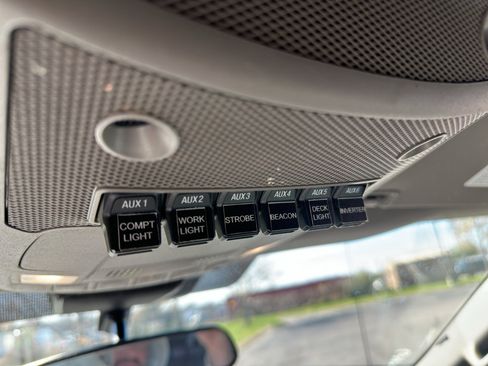 AUX 1 AUX 2 AUX 3 AUX 4 AUX 5 AUX 6
COMPT
LIGHT
WORK
LIGHT
STROBE
BEACON
DECK
LIGHT
INVERTER